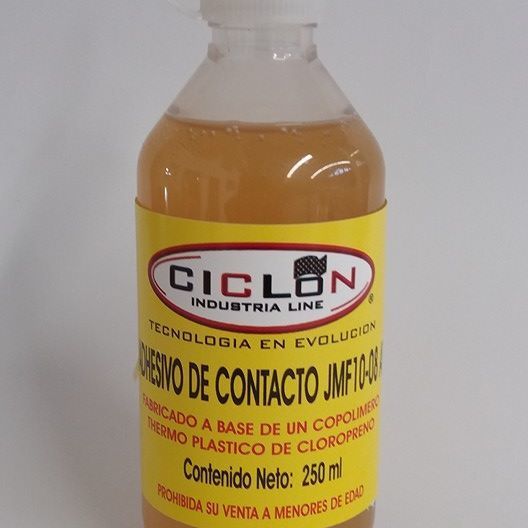 CICLON
INDUSTRIA LINE
®
TECNOLOGIA EN EVOLUCION
ADHESIVO DE CONTACTO JMF10-08 A
FABRICADO A BASE DE UN COPOLIMERO
THERMO PLASTICO DE CLOROPRENO
Contenido Neto: 250 ml
PROHIBIDA SU VENTA A MENORES DE EDAD